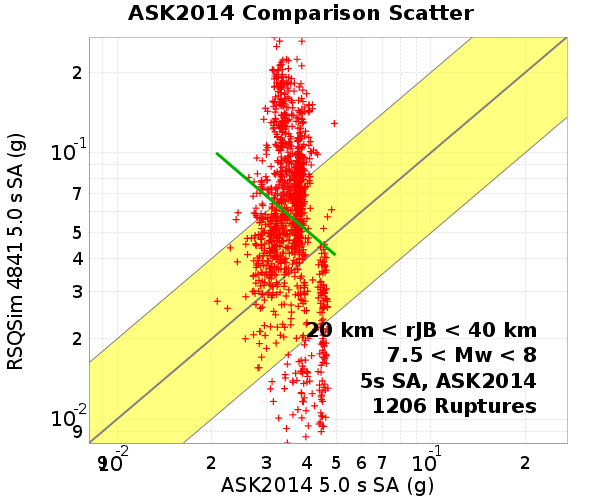 ASK2014 Comparison Scatter
RSQSim 4841 5.0 s SA (g)
2
10^-1
7
5
4
3
2
10^-2
9
20 km < rJB < 40 km
7.5 < Mw < 8
5s SA, ASK2014
1206 Ruptures
9 10^-2 2 3 4 5 6 7 10^-1 2
ASK2014 5.0 s SA (g)